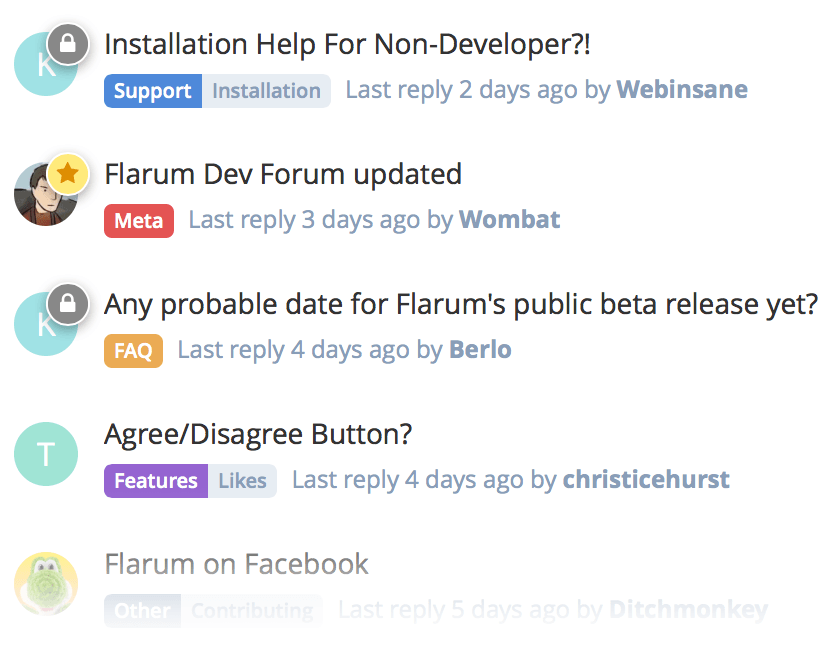 K
Installation Help For Non-Developer?!
Support Installation Last reply 2 days ago by Webinsane
Flarum Dev Forum updated
Meta Last reply 3 days ago by Wombat
K
Any probable date for Flarum's public beta release yet?
FAQ Last reply 4 days ago by Berlo
T
Agree/Disagree Button?
Features Likes Last reply 4 days ago by christicehurst
Flarum on Facebook
Other Contributing Last reply 5 days ago by Ditchmonkey